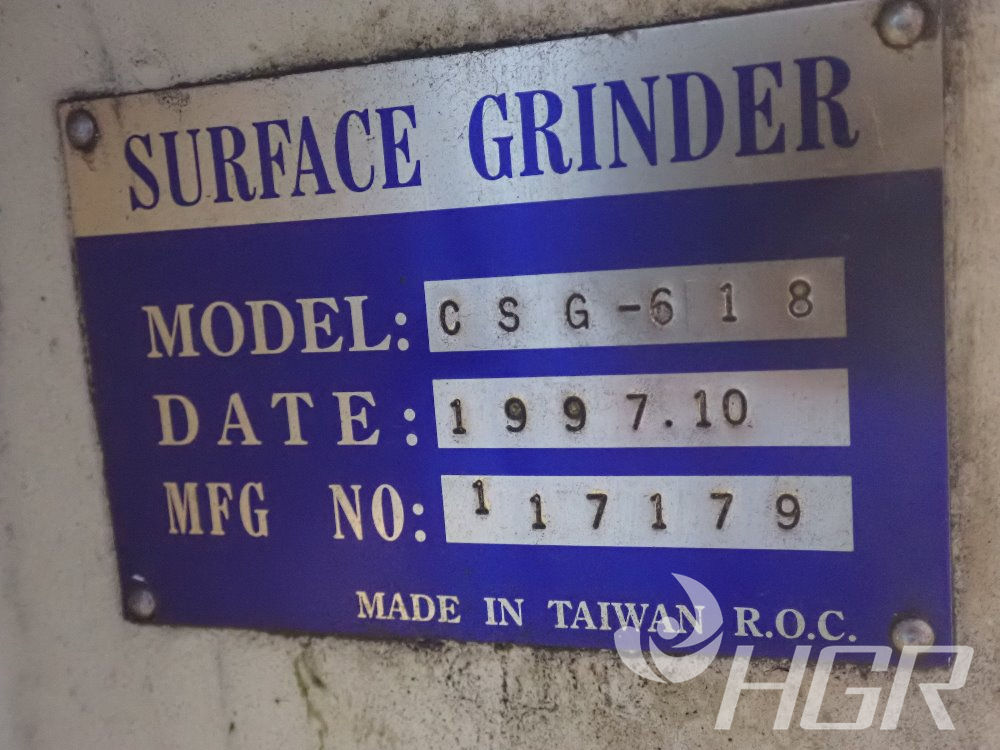 SURFACE GRINDER
MODEL: CSG-618
DATE: 1997.10
MFG NO: 117179
MADE IN TAIWAN R.O.C.
HGR